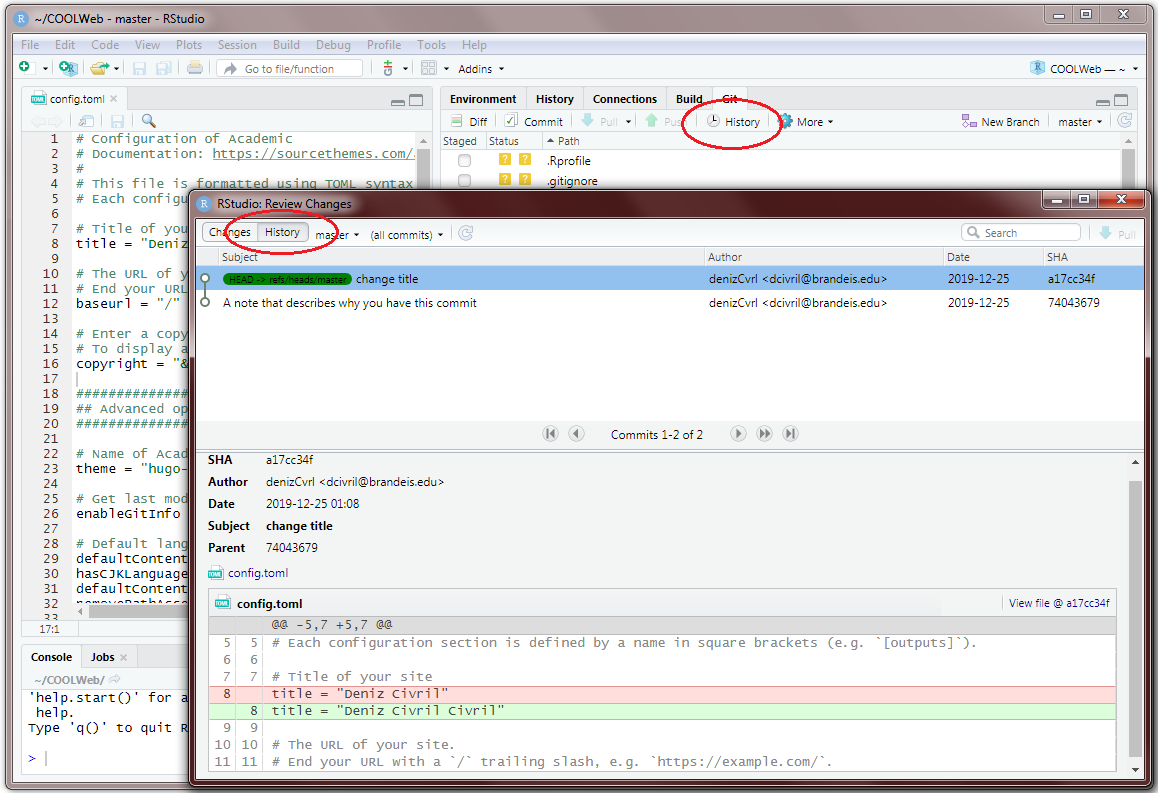 ~/COOLWeb - master - RStudio
File Edit Code View Plots Session Build Debug Profile Tools Help
Go to file/function Addins COOLWeb — ~
config.toml
Environment History Connections Build Git
Diff Commit Pull History More New Branch master
Staged Status Path
.Rprofile
.gitignore
1 # Configuration of Academic
2 # Documentation: https://sourcethemes.com/
3 #
4 # This file is formatted using TOML syntax
5 # Each configu
6
7 # Title of you
8 title = "Deniz
9
10 # The URL of y
11 # End your URL
12 baseurl = "/"
13
14 # Enter a copy
15 # To display a
16 copyright = "&
17
18 ##############
19 ## Advanced op
20 ##############
21
22 # Name of Acad
23 theme = "hugo-
24
25 # Get last mod
26 enableGitInfo
27
28 # Default lang
29 defaultContent
30 hasCJKLanguage
31 defaultContent
32 removePathAcce
33
17:1
Console Jobs
~/COOLWeb/
'help.start()' for a
help.
Type 'q()' to quit R
>
RStudio: Review Changes
Changes History master (all commits) Search Pull
Subject Author Date SHA
HEAD -> refs/heads/master change title denizCvrl <dcivril@brandeis.edu> 2019-12-25 a17cc34f
A note that describes why you have this commit denizCvrl <dcivril@brandeis.edu> 2019-12-25 74043679
Commits 1-2 of 2
SHA a17cc34f
Author denizCvrl <dcivril@brandeis.edu>
Date 2019-12-25 01:08
Subject change title
Parent 74043679
config.toml
config.toml View file @ a17cc34f
@@ -5,7 +5,7 @@
5 5 # Each configuration section is defined by a name in square brackets (e.g. `[outputs]`).
6 6
7 7 # Title of your site
8 title = "Deniz Civril"
8 title = "Deniz Civril Civril"
9 9
10 10 # The URL of your site.
11 11 # End your URL with a `/` trailing slash, e.g. `https://example.com/`.